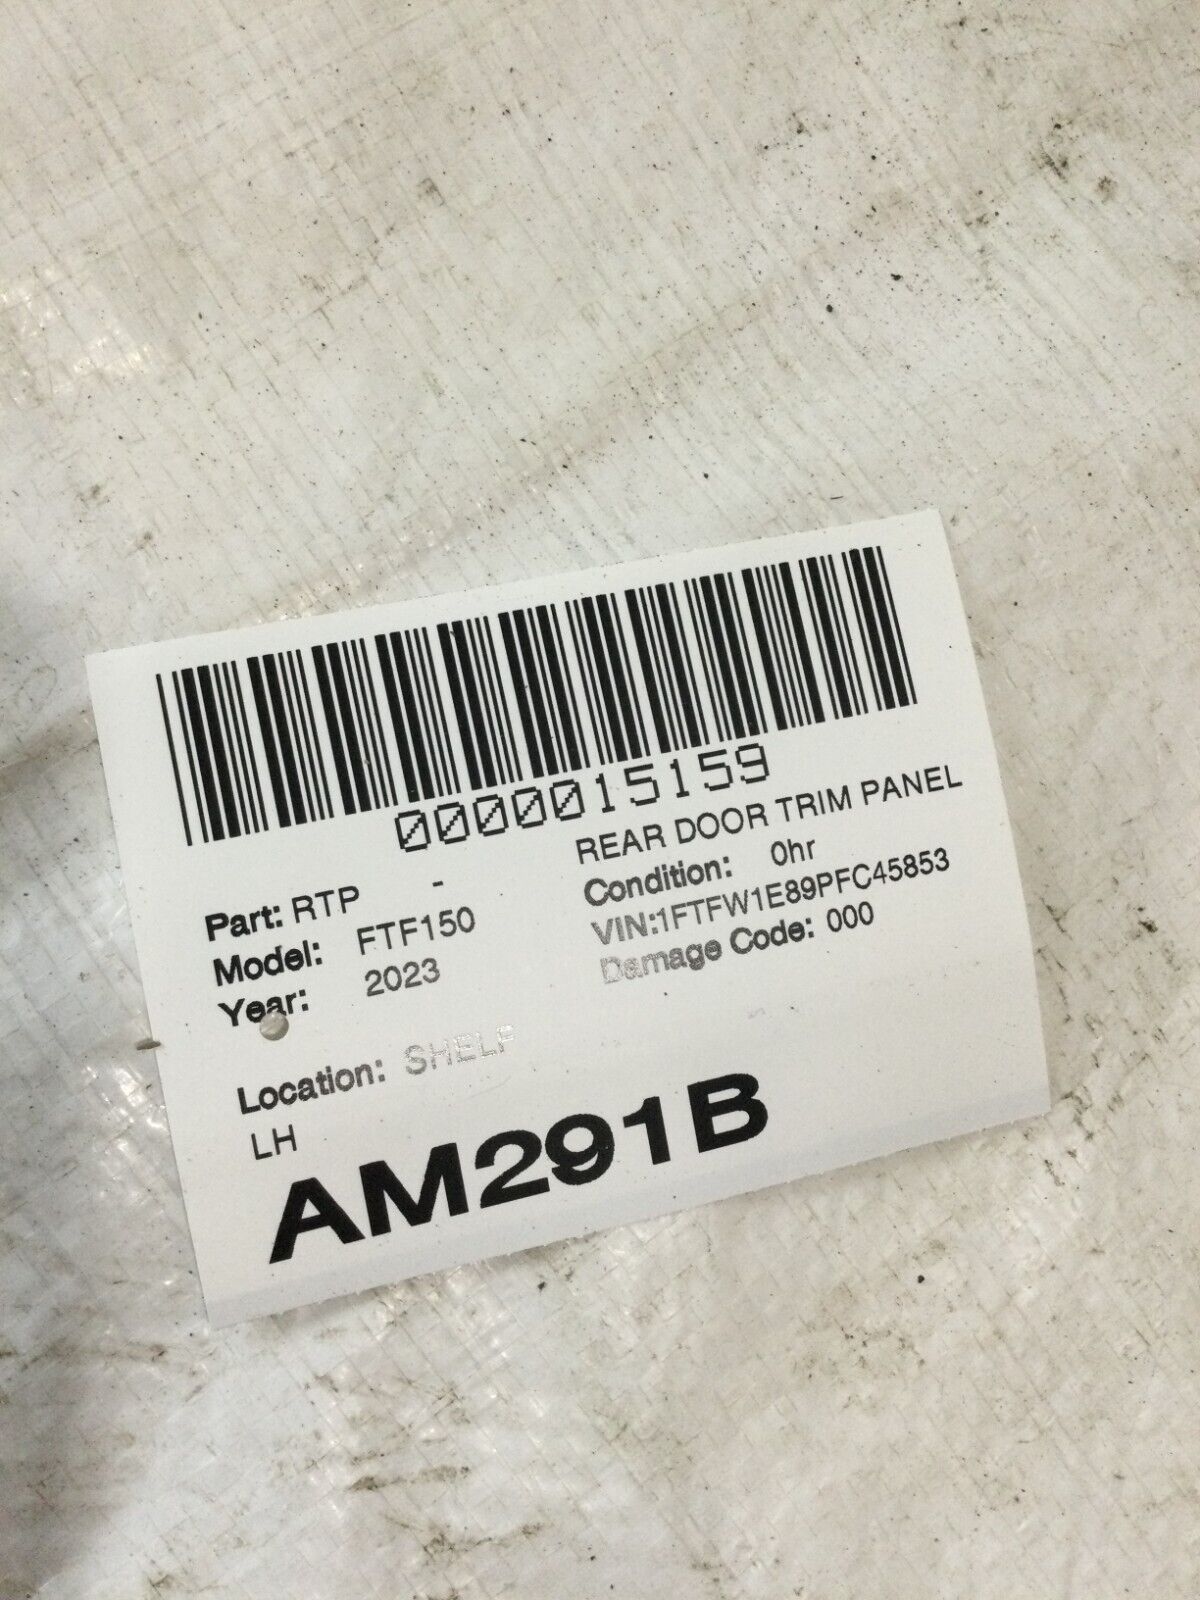 0000015159
Part: RTP - REAR DOOR TRIM PANEL
Model: FTF150 Condition: 0hr
Year: 2023 VIN:1FTFW1E89PFC45853
Damage Code: 000
Location: SHELF
LH
AM291B